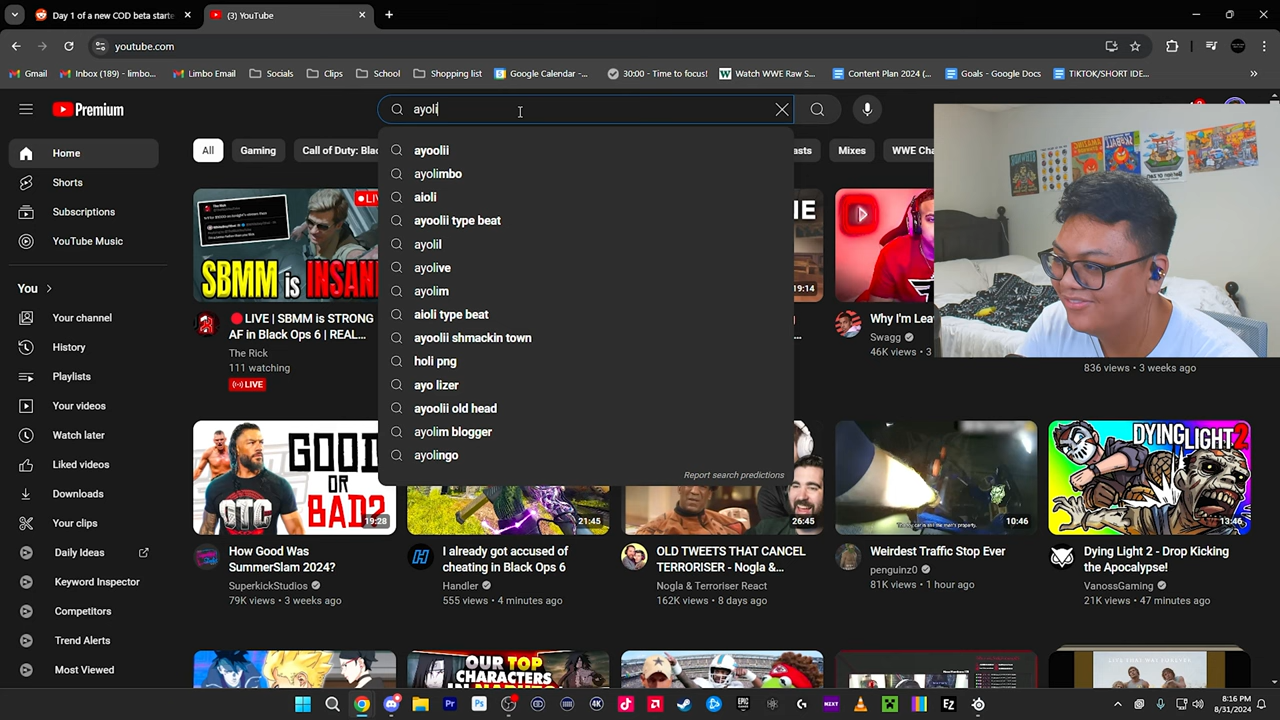 Day 1 of a new COD beta starte
(3) YouTube
youtube.com
Gmail
Inbox (189) - limbo...
Limbo Email
Socials
Clips
School
Shopping list
Google Calendar -...
30:00 - Time to focus!
Watch WWE Raw S...
Content Plan 2024 (...
Goals - Google Docs
TIKTOK/SHORT IDE...
Premium
ayoli
ayoolii
ayolimbo
aioli
ayoolii type beat
ayolil
ayolive
ayolim
aioli type beat
ayoolii shmackin town
holi png
ayo lizer
ayoolii old head
ayolim blogger
ayolingo
Report search predictions
Home
Shorts
Subscriptions
YouTube Music
You
Your channel
History
Playlists
Your videos
Watch later
Liked videos
Downloads
Your clips
Daily Ideas
Keyword Inspector
Competitors
Trend Alerts
Most Viewed
All
Gaming
Call of Duty: Blac
asts
Mixes
WWE Cha
LIV
SBMM is INSAN
LIVE | SBMM is STRONG
AF in Black Ops 6 | REAL...
The Rick
111 watching
LIVE
NE
19:14
Why I'm Lea
Swagg
46K views • 3
836 views • 3 weeks ago
GOOD
OR
BAD?
OTC
19:28
How Good Was
SummerSlam 2024?
SuperkickStudios
79K views • 3 weeks ago
21:45
I already got accused of
cheating in Black Ops 6
Handler
555 views • 4 minutes ago
26:45
OLD TWEETS THAT CANCEL
TERRORISER - Nogla &...
Nogla & Terroriser React
162K views • 8 days ago
10:46
Weirdest Traffic Stop Ever
penguinz0
81K views • 1 hour ago
DYING LIGHT 2
13:46
Dying Light 2 - Drop Kicking
the Apocalypse!
VanossGaming
21K views • 47 minutes ago
OUR TOP
CHARACTERS
8:16 PM
8/31/2024